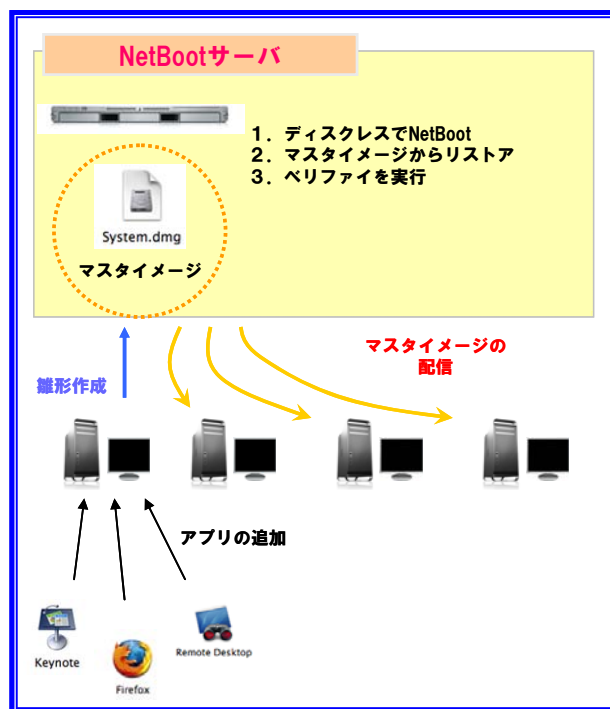 NetBootサーバ
１．ディスクレスでNetBoot
２．マスタイメージからリストア
３．ベリファイを実行
System.dmg
マスタイメージ
マスタイメージの
配信
雛形作成
アプリの追加
Keynote
Firefox
Remote Desktop